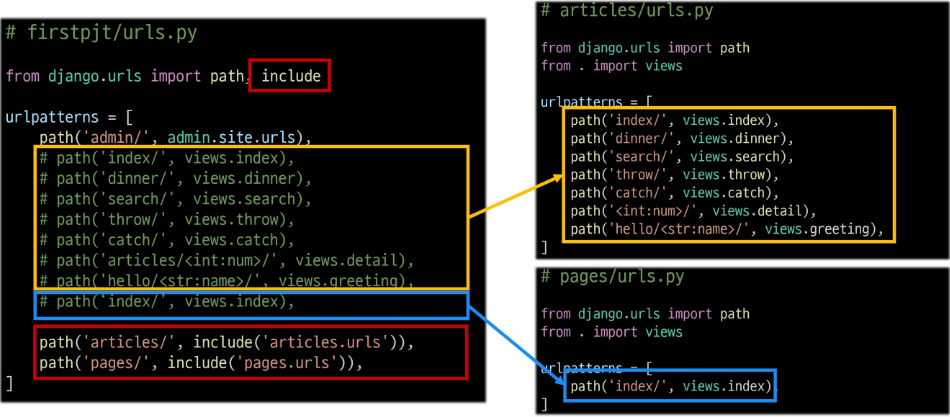 # firstpjt/urls.py
from django.urls import path, include
urlpatterns = [
path('admin/', admin.site.urls),
# path('index/', views.index),
# path('dinner/', views.dinner),
# path('search/', views.search),
# path('throw/', views.throw),
# path('catch/', views.catch),
# path('articles/<int:num>/', views.detail),
# path('hello/<str:name>/', views.greeting),
# path(‘index/', views.index),
path('articles/', include('articles.urls')),
path('pages/', include('pages.urls')),
]
# articles/urls.py
from django.urls import path
from . import views
urlpatterns = [
path('index/', views.index),
path('dinner/', views.dinner),
path('search/', views.search),
path('throw/', views.throw),
path('catch/', views.catch),
path('<int:num>/', views.detail),
path('hello/<str:name>/', views.greeting),
]
# pages/urls.py
from django.urls import path
from . import views
urlpatterns = [
path(‘index/', views.index),
]